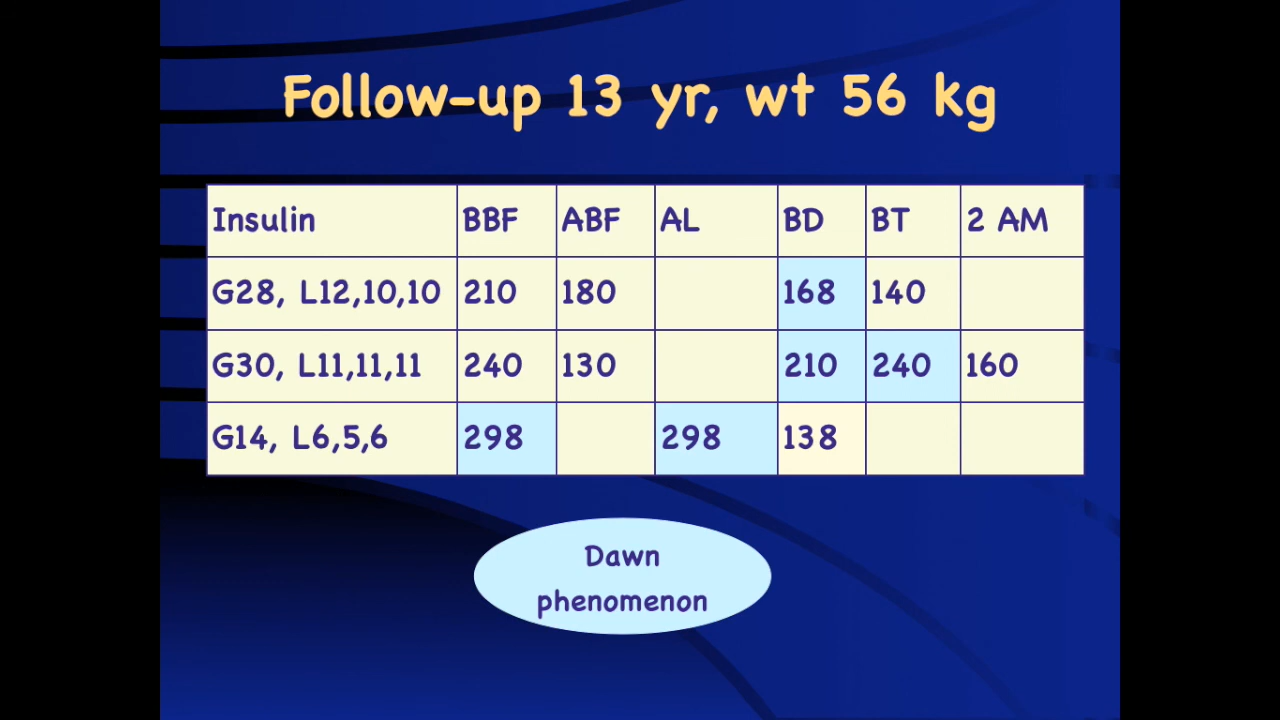 Follow-up 13 yr, wt 56 kg
Insulin BBF ABF AL BD BT 2 AM
G28, L12,10,10 210 180 168 140
G30, L11,11,11 240 130 210 240 160
G14, L6,5,6 298 298 138
Dawn
phenomenon